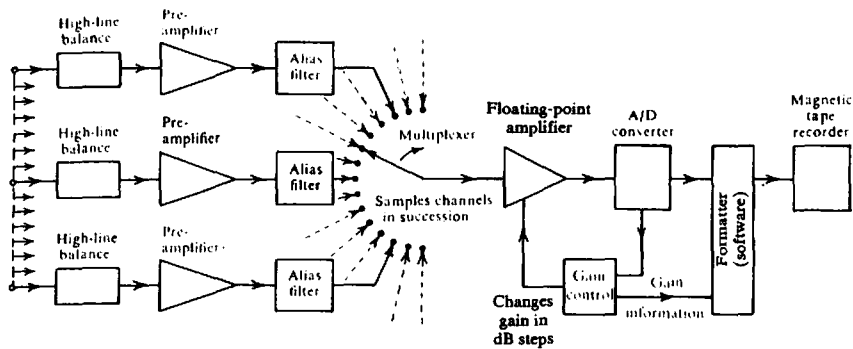 High-line
balance
Pre-
amplifier
Alias
filter
High-line
balance
Pre-
amplifier
Alias
filter
High-line
balance
Pre-
amplifier
Alias
filter
Multiplexer
Samples channels
in succession
Floating-point
amplifier
A/D
converter
Magnetic
tape
recorder
Formatter
(software)
Gain
control
Gain
information
Changes
gain in
dB steps